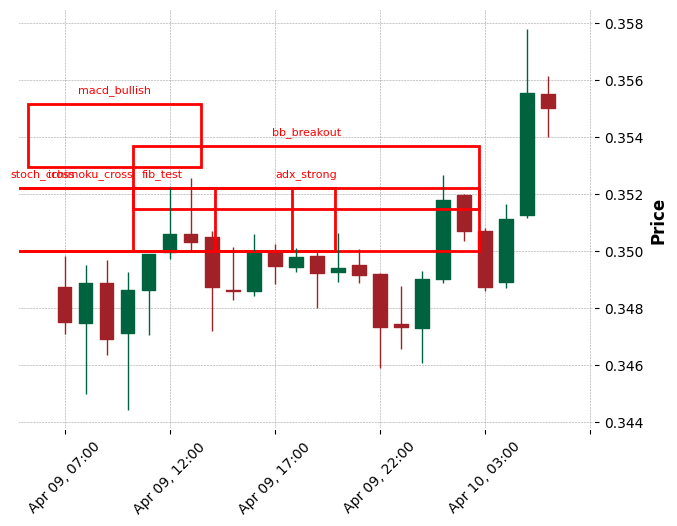 0.358
0.356
macd_bullish
0.354
bb_breakout
stoch_cross
ichimoku_cross
fib_test
adx_strong
0.352
Price
0.350
0.348
0.346
0.344
Apr 09, 07:00
Apr 09, 12:00
Apr 09, 17:00
Apr 09, 22:00
Apr 10, 03:00